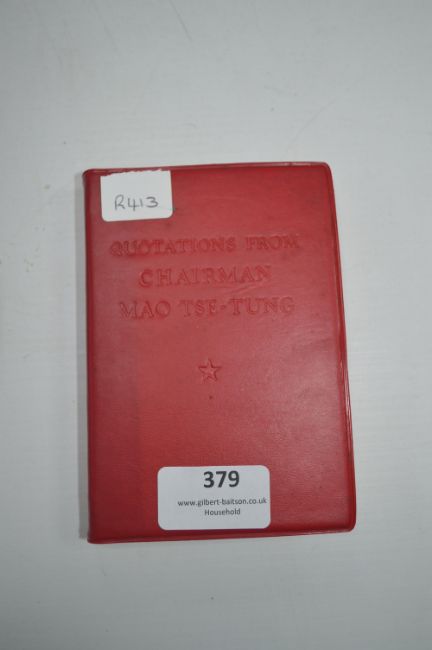 R413
QUOTATIONS FROM
CHAIRMAN
MAO TSE-TUNG
379
www.gilbert-baitson.co.uk
Household